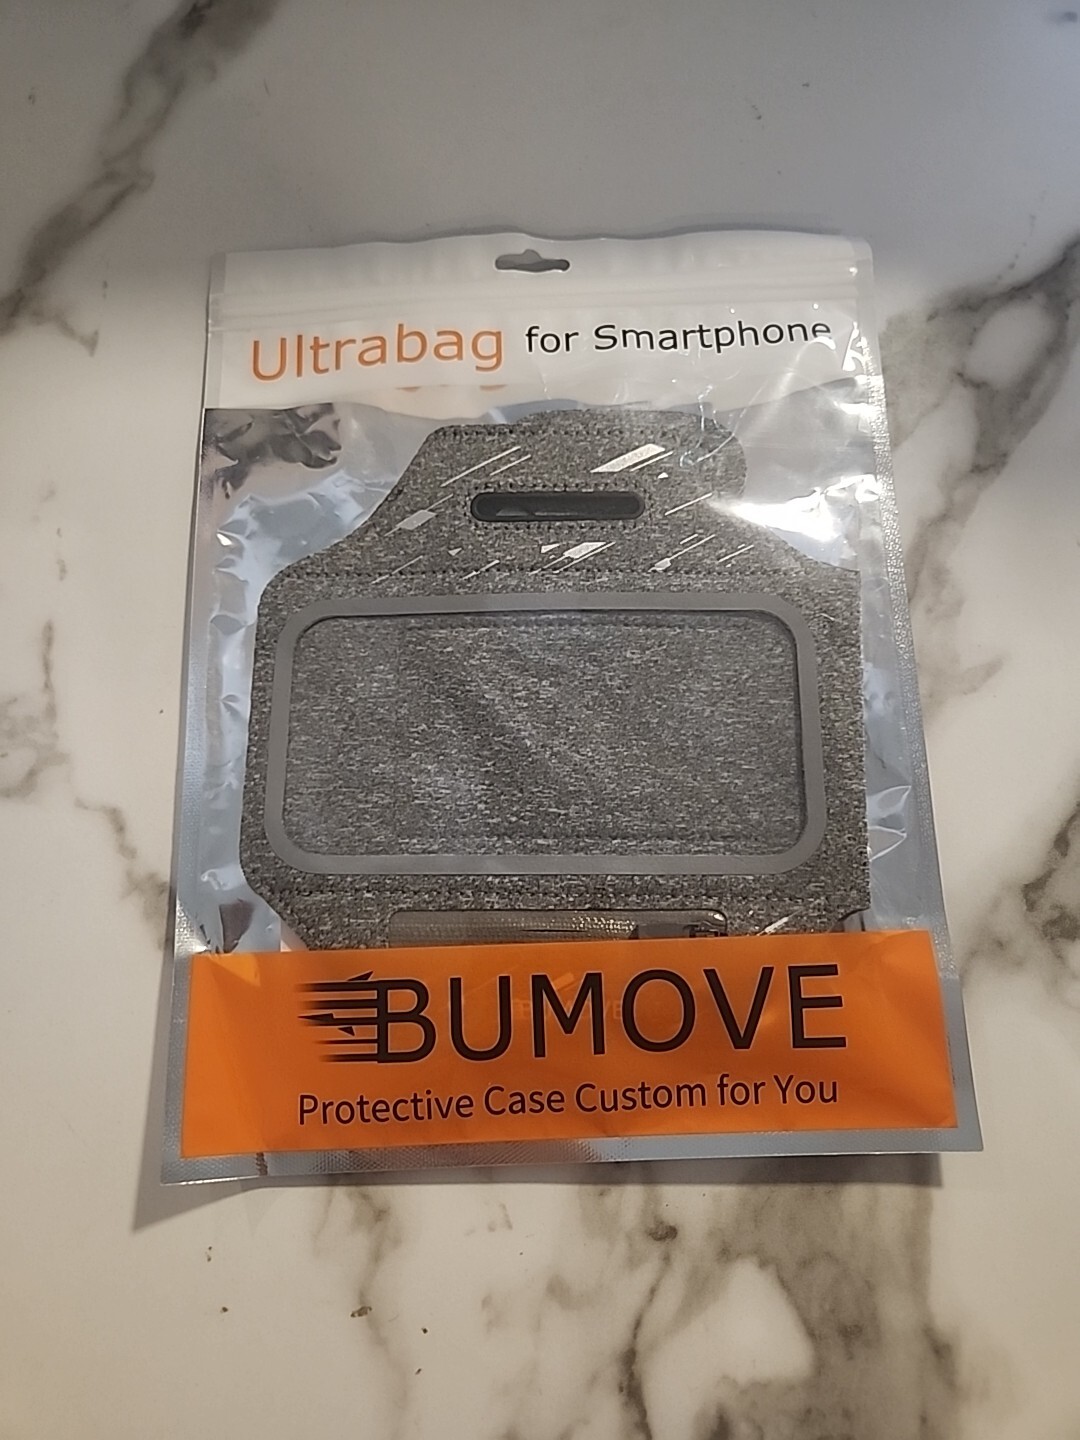 Ultrabag for Smartphone
BUMOVE
Protective Case Custom for You